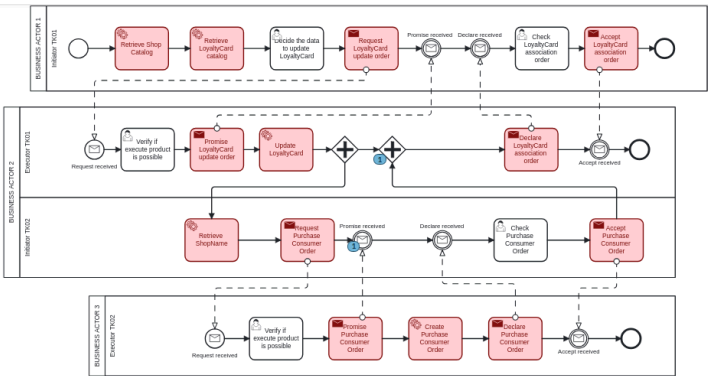 BUSINESS ACTOR 1
Initiator TK01
Retrieve Shop
Catalog
Retrieve
LoyaltyCard
catalog
Decide the data
to update
LoyaltyCard
Request
LoyaltyCard
update order
Promise received
Declare received
Check
LoyaltyCard
association
order
Accept
LoyaltyCard
association
order
BUSINESS ACTOR 2
Executor TK01
Request received
Verify if
execute product
is possible
Promise
LoyaltyCard
update order
Update
LoyaltyCard
1
Declare
LoyaltyCard
association
order
Accept received
Initiator TK02
Retrieve
ShopName
Request
Purchase
Consumer
Order
Promise received
1
Declare received
Check
Purchase
Consumer
Order
Accept
Purchase
Consumer
Order
BUSINESS ACTOR 3
Executor TK02
Request received
Verify if
execute product
is possible
Promise
Purchase
Consumer
Order
Create
Purchase
Consumer
Order
Declare
Purchase
Consumer
Order
Accept received